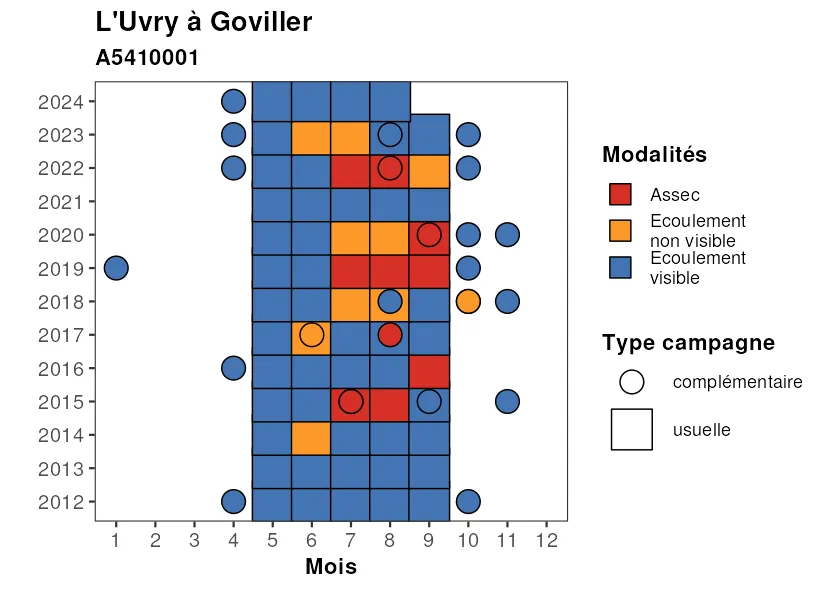 L'Uvry à Goviller
A5410001
2024
2023
2022
2021
2020
2019
2018
2017
2016
2015
2014
2013
2012
1 2 3 4 5 6 7 8 9 10 11 12
Mois
Modalités
Assec
Ecoulement
non visible
Ecoulement
visible
Type campagne
complémentaire
usuelle